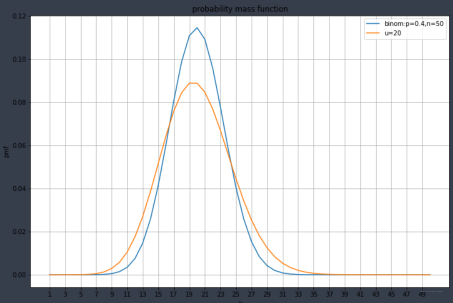 probability mass function
binom:p=0.4,n=50
u=20
0.12
0.10
0.08
0.06
0.04
0.02
0.00
pmf
1 3 5 7 9 11 13 15 17 19 21 23 25 27 29 31 33 35 37 39 41 43 45 47 49